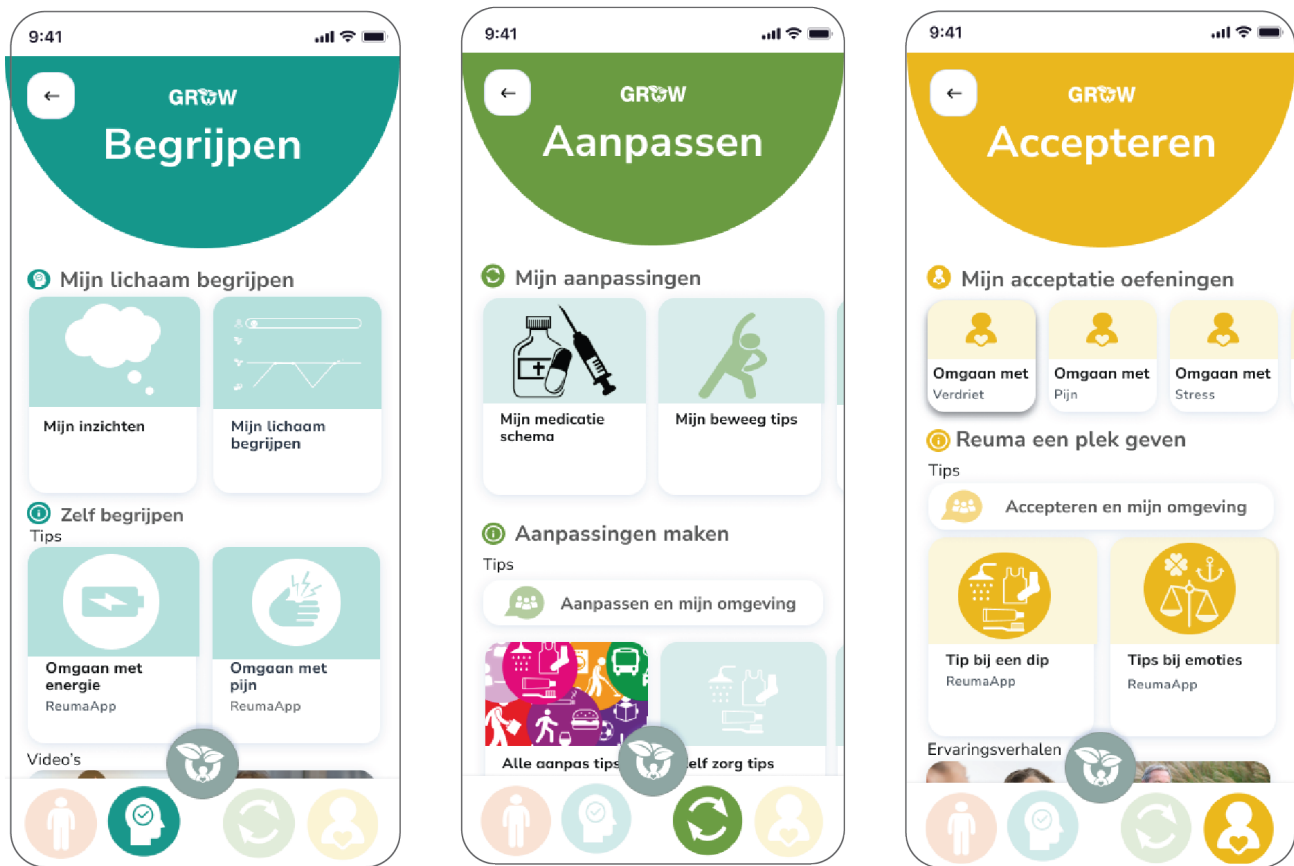 9:41
GROW
Begrijpen
Mijn lichaam begrijpen
Mijn inzichten
Mijn lichaam
begrijpen
Zelf begrijpen
Tips
Omgaan met
energie
ReumaApp
Omgaan met
pijn
ReumaApp
Video's
9:41
GROW
Aanpassen
Mijn aanpassingen
Mijn medicatie
schema
Mijn beweeg tips
Aanpassingen maken
Tips
Aanpassen en mijn omgeving
Alle aanpas tips
elf zorg tips
9:41
GROW
Accepteren
Mijn acceptatie oefeningen
Omgaan met
Verdriet
Omgaan met
Pijn
Omgaan met
Stress
Reuma een plek geven
Tips
Accepteren en mijn omgeving
Tip bij een dip
ReumaApp
Tips bij emoties
ReumaApp
Ervaringsverhalen